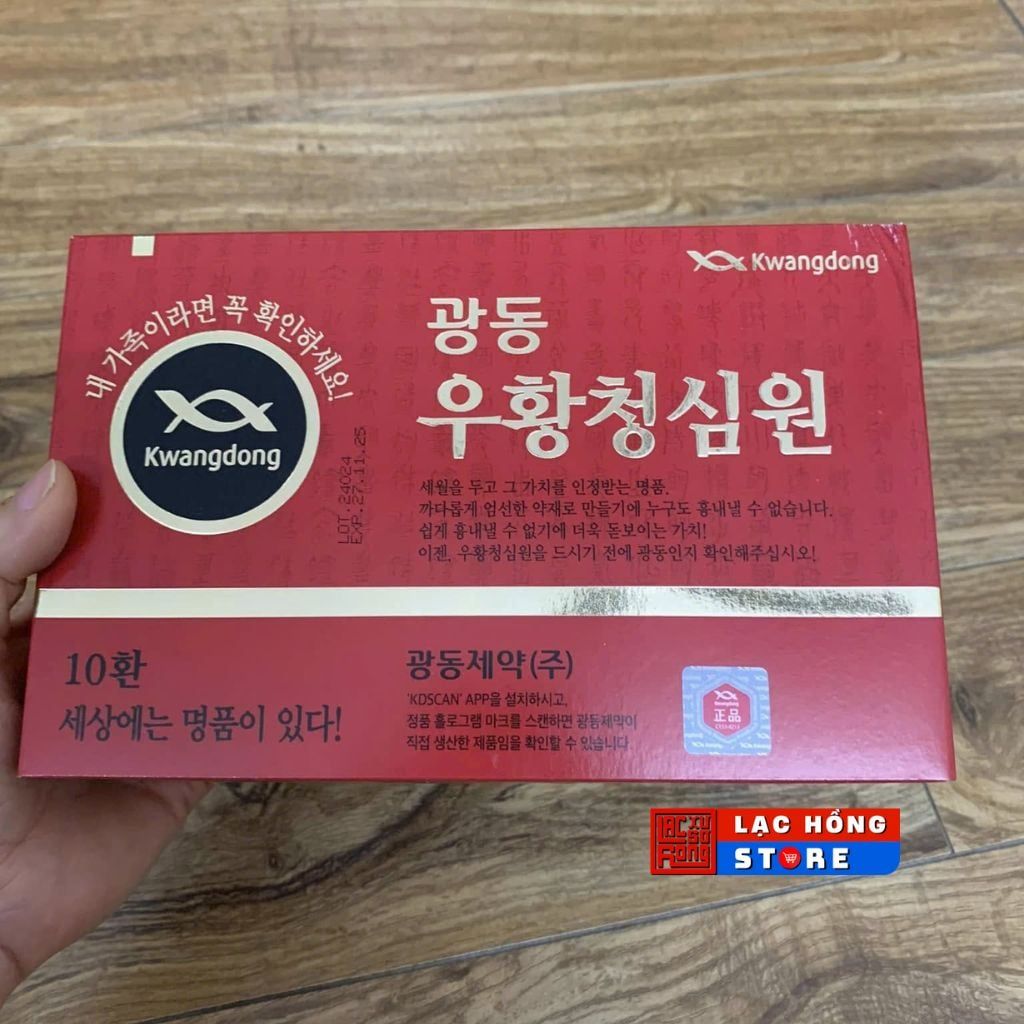 Kwangdong
내 가족이라면 꼭 확인하세요!
Kwangdong
LOT. 24024
EXP. 27.11.25
광동
우황청심원
세월을 두고 그 가치를 인정받는 명품.
까다롭게 엄선한 약재로 만들기에 누구도 흉내낼 수 없습니다.
쉽게 흉내낼 수 없기에 더욱 돋보이는 가치!
이젠, 우황청심원을 드시기 전에 광동인지 확인해주십시오!
10환
세상에는 명품이 있다!
광동제약(주)
'KDSCAN' APP을 설치하시고,
정품 홀로그램 마크를 스캔하면 광동제약이
직접 생산한 제품임을 확인할 수 있습니다.
正品
LẠC HỒNG
STORE